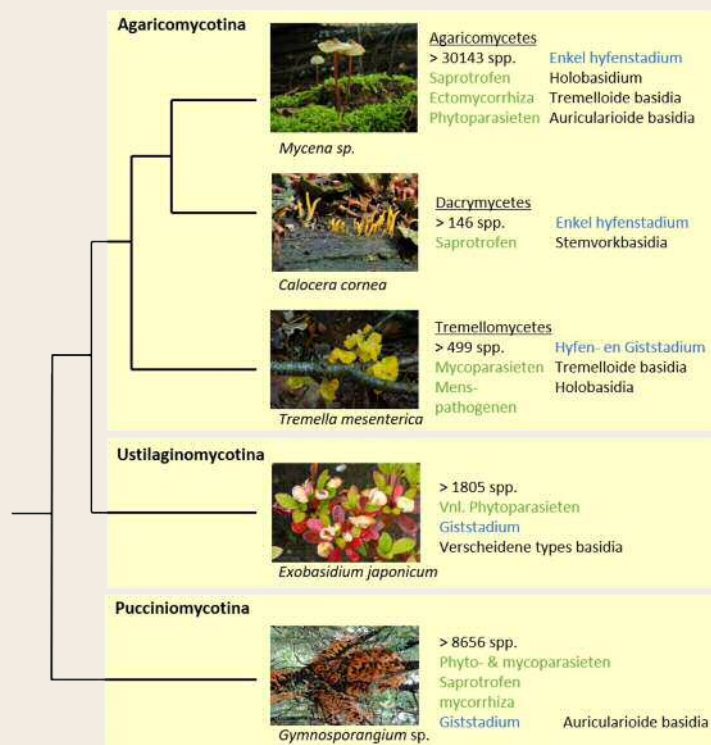 Agaricomycotina
Agaricomycetes
> 30143 spp. Enkel hyfenstadium
Saprotrofen Holobasidium
Ectomycorrhiza Tremelloide basidia
Phytoparasieten Auricularioide basidia
Mycena sp.
Dacrymycetes
> 146 spp. Enkel hyfenstadium
Saprotrofen Stemvorkbasidia
Calocera cornea
Tremellomycetes
> 499 spp. Hyfen- en Giststadium
Mycoparasieten Tremelloide basidia
Mens- Holobasidia
pathogenen
Tremella mesenterica
Ustilaginomycotina
> 1805 spp.
Vnl. Phytoparasieten
Giststadium
Verscheidene types basidia
Exobasidium japonicum
Pucciniomycotina
> 8656 spp.
Phyto- & mycoparasieten
Saprotrofen
mycorrhiza
Giststadium Auricularioide basidia
Gymnosporangium sp.